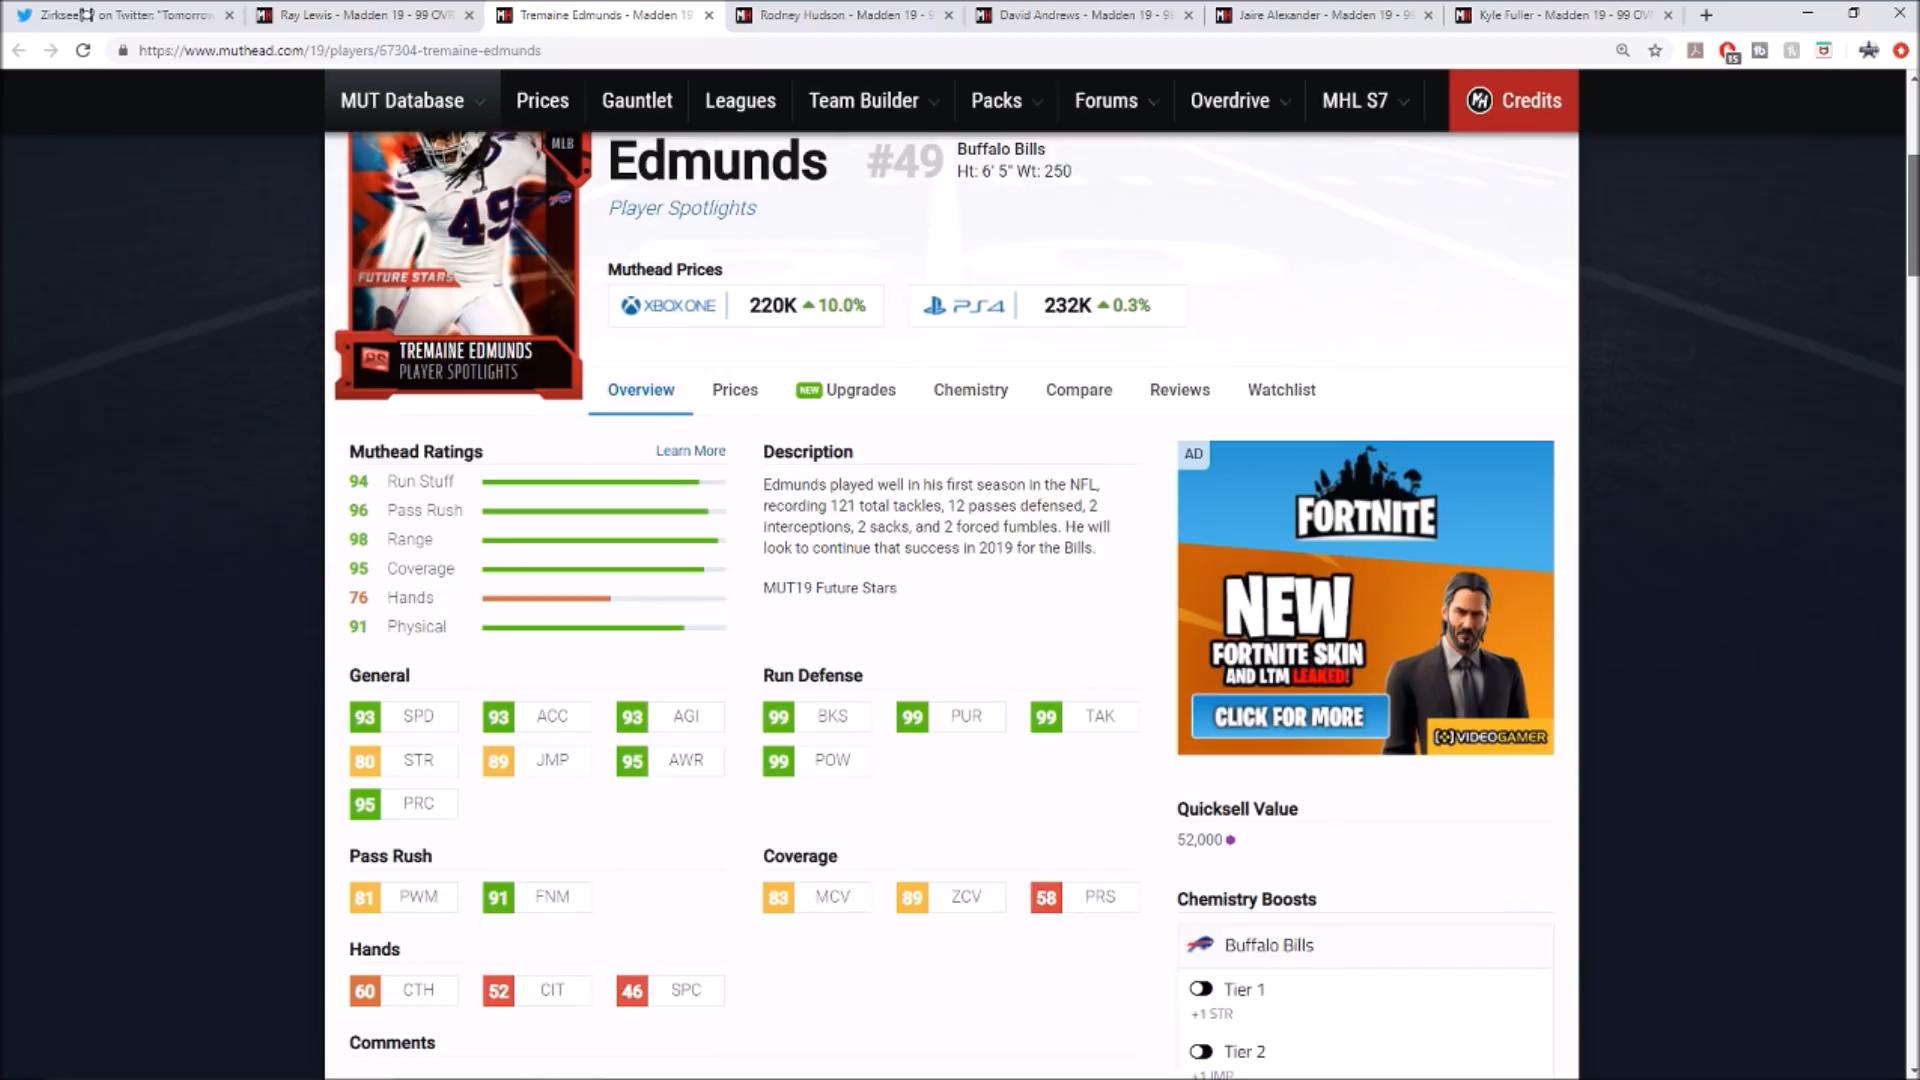 Zirksee on Twitter: "Tomorrow
Ray Lewis - Madden 19 - 99 OVR
Tremaine Edmunds - Madden 19
Rodney Hudson - Madden 19 - 9
David Andrews - Madden 19 - 99
Jaire Alexander - Madden 19 - 99
Kyle Fuller - Madden 19 - 99 OVR
https://www.muthead.com/19/players/67304-tremaine-edmunds
15
MUT Database
Prices
Gauntlet
Leagues
Team Builder
Packs
Forums
Overdrive
MHL S7
MH Credits
MLB
49
FUTURE STARS
TREMAINE EDMUNDS
PLAYER SPOTLIGHTS
Edmunds #49
Buffalo Bills
Ht: 6' 5" Wt: 250
Player Spotlights
Muthead Prices
XBOX ONE 220K 10.0%
PS4 232K 0.3%
Overview
Prices
NEW Upgrades
Chemistry
Compare
Reviews
Watchlist
Muthead Ratings Learn More
94 Run Stuff
96 Pass Rush
98 Range
95 Coverage
76 Hands
91 Physical
Description
Edmunds played well in his first season in the NFL,
recording 121 total tackles, 12 passes defensed, 2
interceptions, 2 sacks, and 2 forced fumbles. He will
look to continue that success in 2019 for the Bills.
MUT19 Future Stars
General
93 SPD 93 ACC 93 AGI
80 STR 89 JMP 95 AWR
95 PRC
Run Defense
99 BKS 99 PUR 99 TAK
99 POW
Pass Rush
81 PWM 91 FNM
Coverage
83 MCV 89 ZCV 58 PRS
Hands
60 CTH 52 CIT 46 SPC
Comments
AD
FORTNITE
NEW
FORTNITE SKIN
AND LTM LEAKED!
CLICK FOR MORE
VIDEOGAMER
Quicksell Value
52,000
Chemistry Boosts
Buffalo Bills
Tier 1
+1 STR
Tier 2
+1 JMP